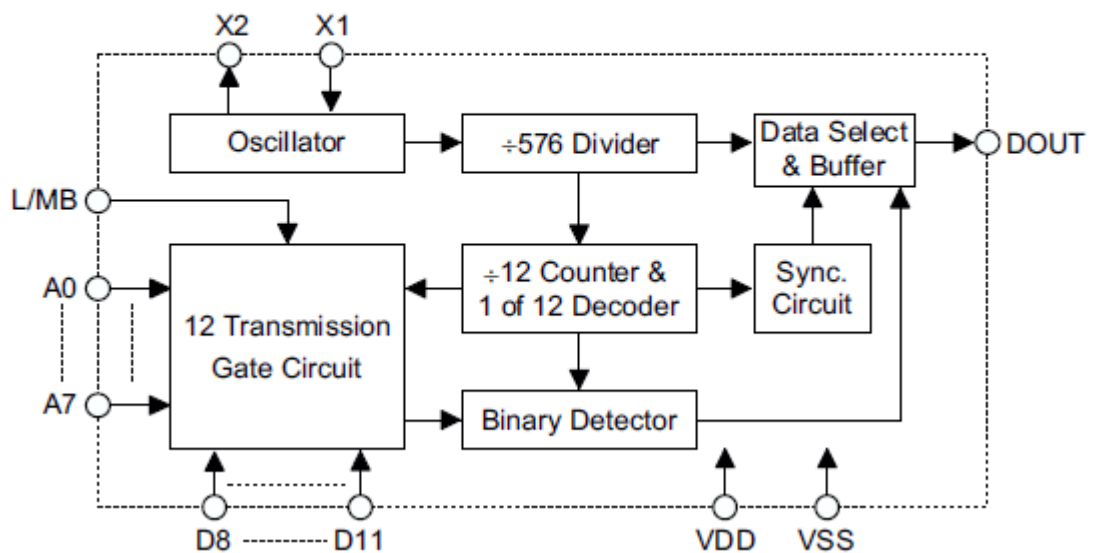 X2
X1
Oscillator
÷576 Divider
Data Select
& Buffer
DOUT
L/MB
A0
÷12 Counter &
1 of 12 Decoder
Sync.
Circuit
12 Transmission
Gate Circuit
A7
Binary Detector
D8
D11
VDD
VSS